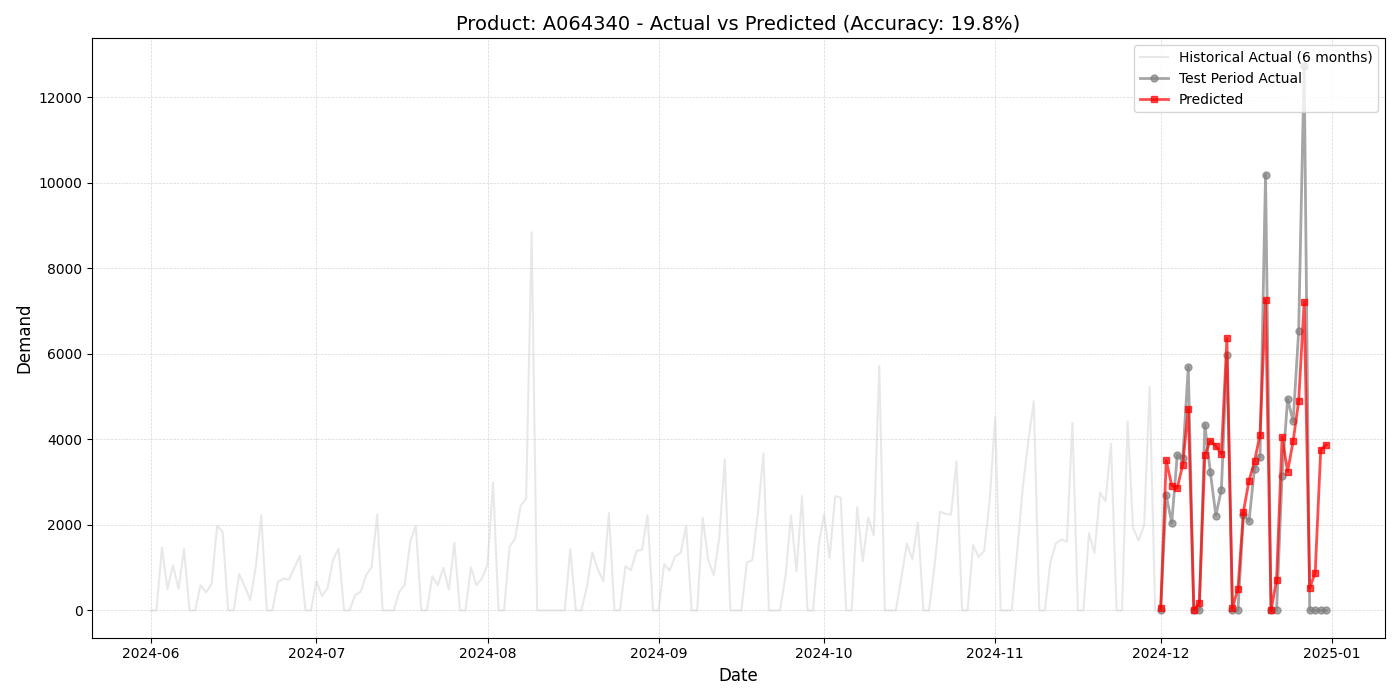 Product: A064340 - Actual vs Predicted (Accuracy: 19.8%)
Historical Actual (6 months)
Test Period Actual
Predicted
Demand
12000
10000
8000
6000
4000
2000
0
2024-06
2024-07
2024-08
2024-09
2024-10
2024-11
2024-12
2025-01
Date